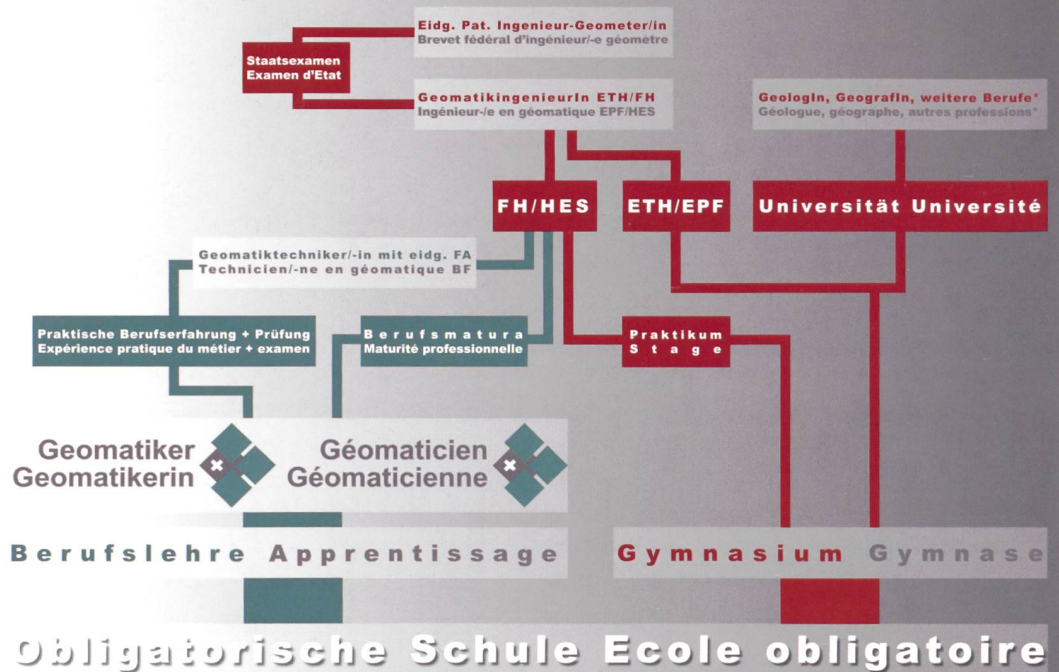 Eidg. Pat. Ingenieur-Geometer/in
Brevet fédéral d'ingénieur/-e géomètre
Staatsexamen
Examen d'Etat
GeomatikingenieurIn ETH/FH
Ingénieur-/e en géomatique EPF/HES
GeologIn, GeografIn, weitere Berufe*
Géologue, géographe, autres professions*
FH/HES
ETH/EPF
Universität Université
Geomatiktechniker/-in mit eidg. FA
Technicien/-ne en géomatique BF
Praktische Berufserfahrung + Prüfung
Expérience pratique du métier + examen
Berufsmatura
Maturité professionnelle
Praktikum
Stage
Geomatiker
Geomatikerin
Géomaticien
Géomaticienne
Berufslehre Apprentissage
Gymnasium Gymnase
Obligatorische Schule Ecole obligatoire